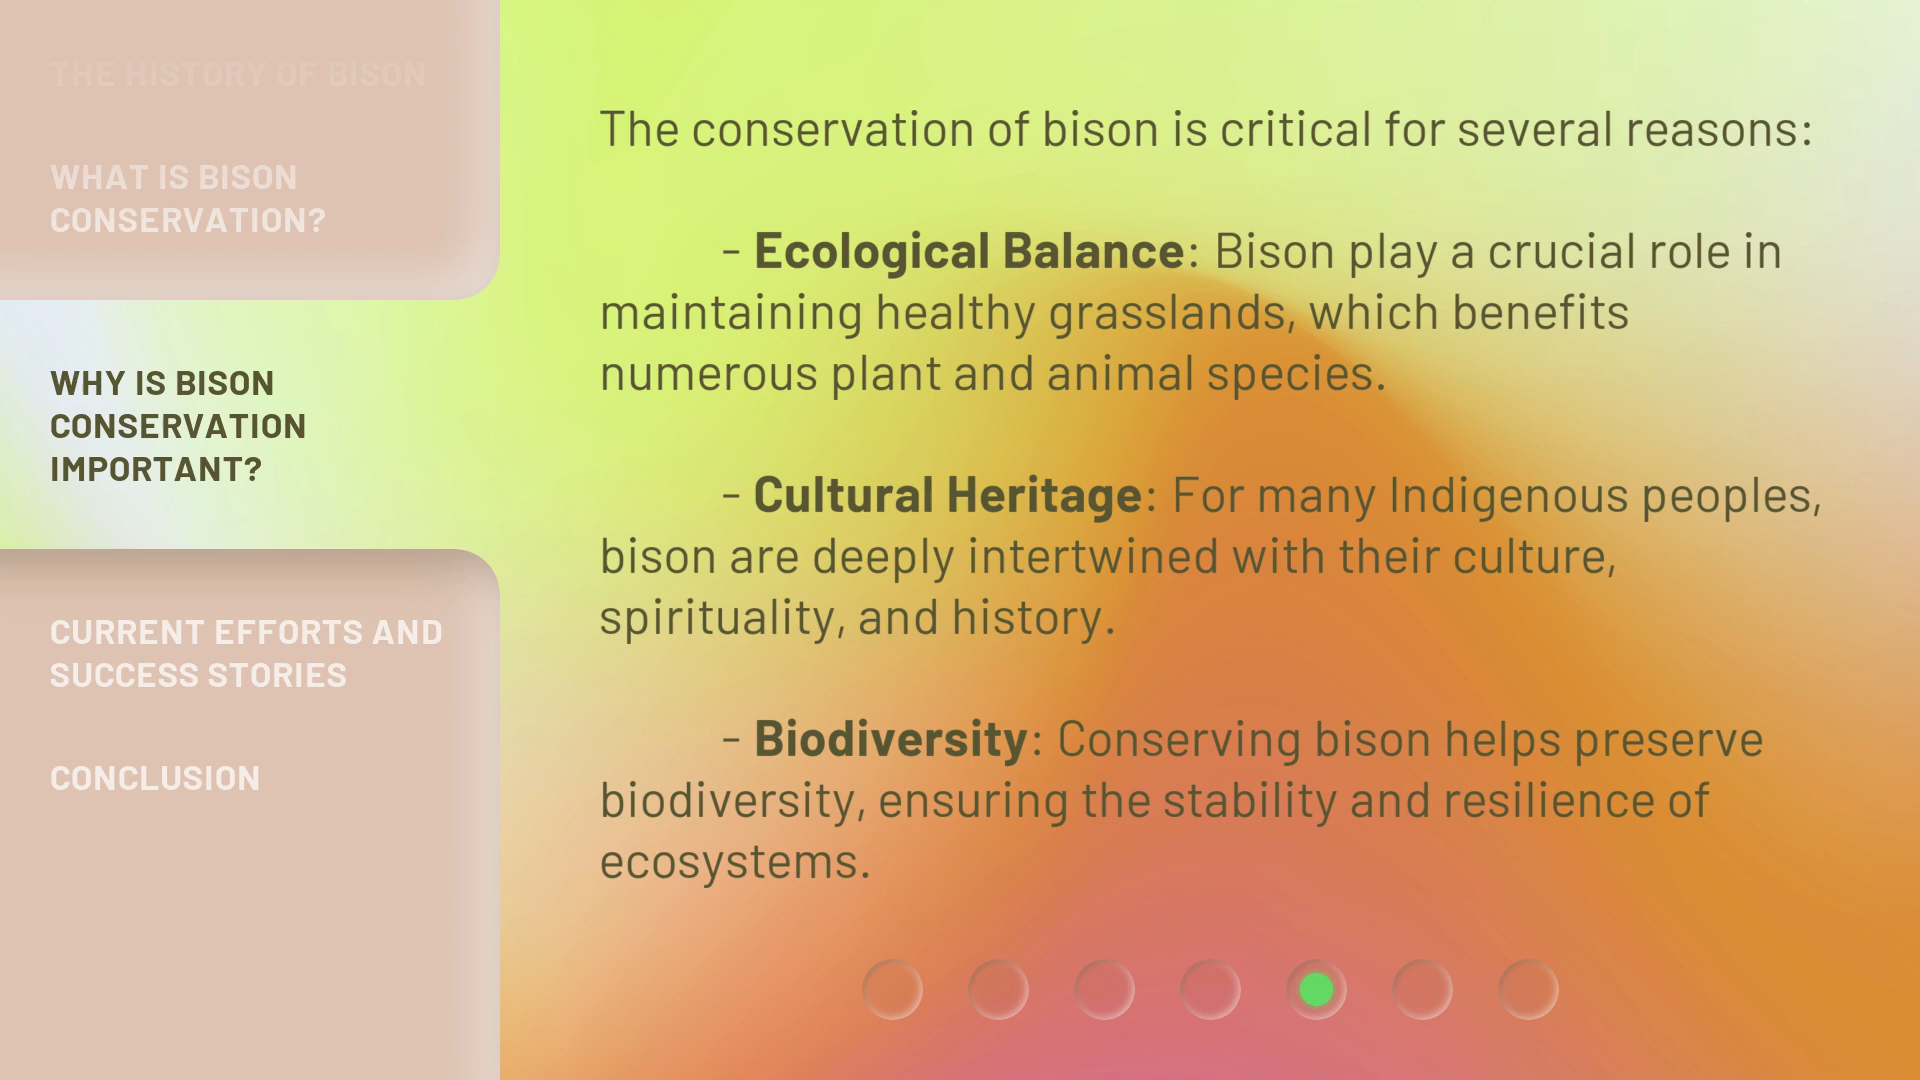 THE HISTORY OF BISON
WHAT IS BISON
CONSERVATION?
WHY IS BISON
CONSERVATION
IMPORTANT?
CURRENT EFFORTS AND
SUCCESS STORIES
CONCLUSION
The conservation of bison is critical for several reasons:
- Ecological Balance: Bison play a crucial role in
maintaining healthy grasslands, which benefits
numerous plant and animal species.
- Cultural Heritage: For many Indigenous peoples,
bison are deeply intertwined with their culture,
spirituality, and history.
- Biodiversity: Conserving bison helps preserve
biodiversity, ensuring the stability and resilience of
ecosystems.